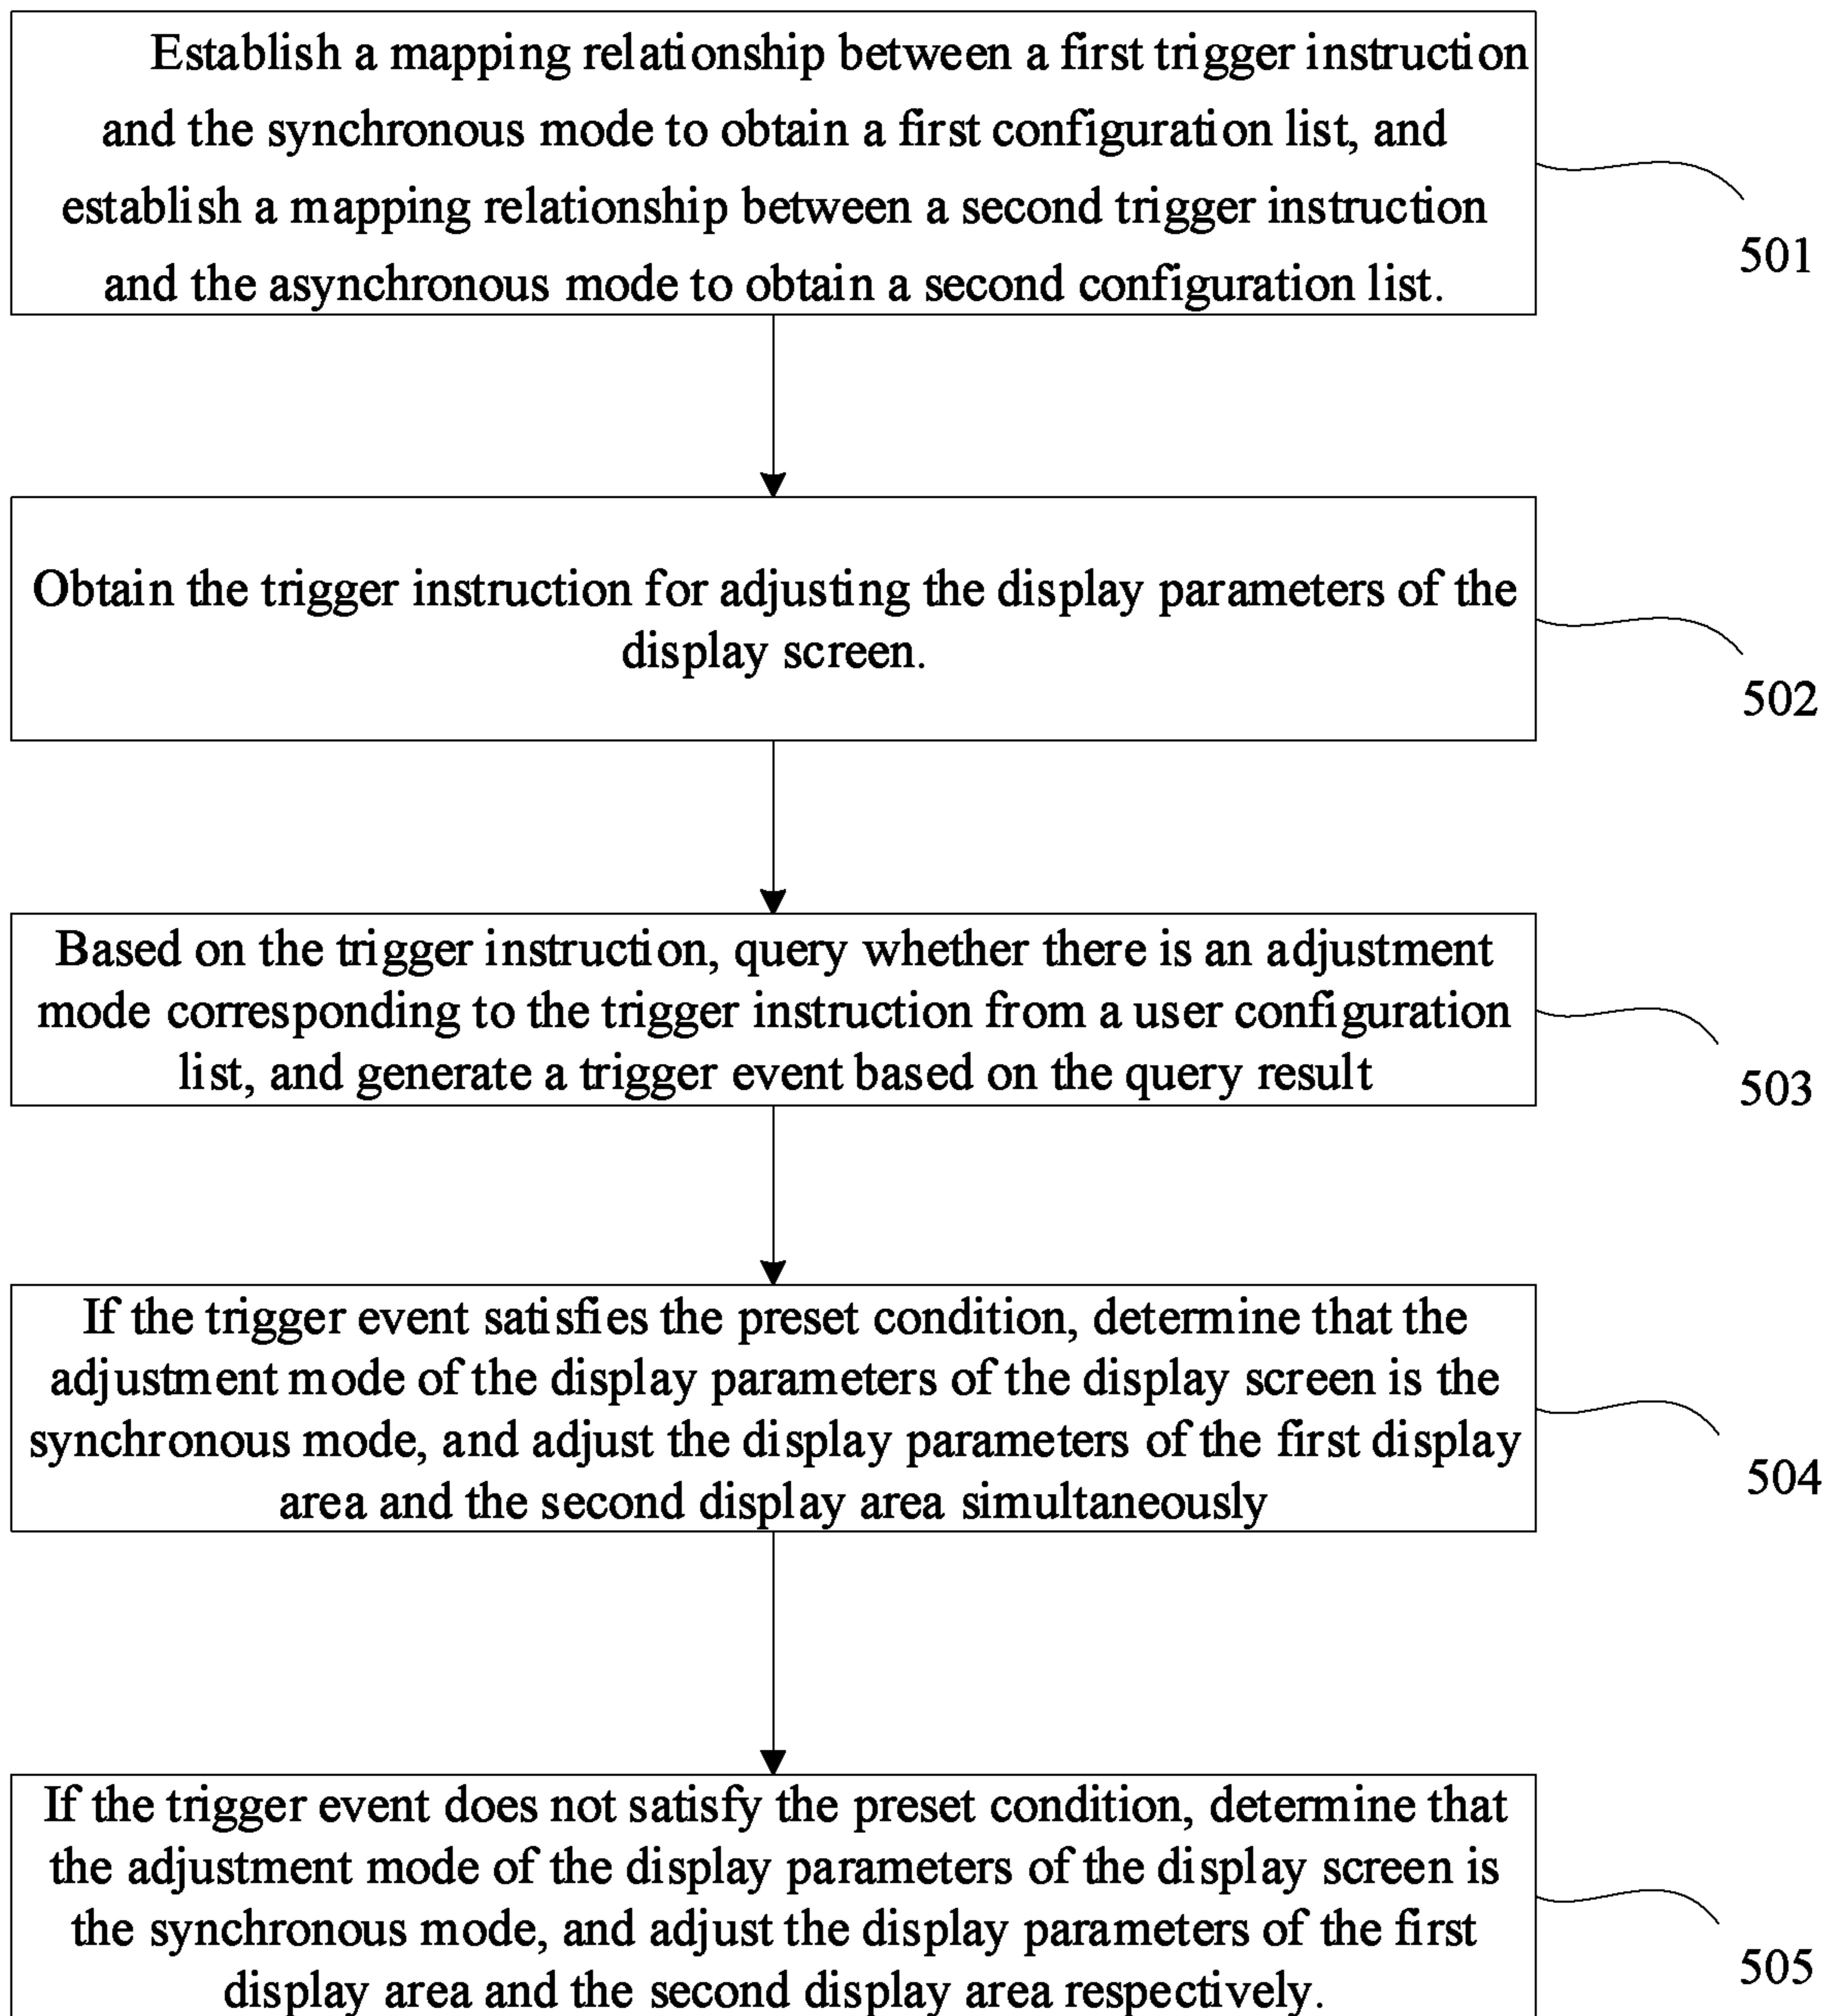 Establish a mapping relationship between a first trigger instruction
and the synchronous mode to obtain a first configuration list, and
establish a mapping relationship between a second trigger instruction
and the asynchronous mode to obtain a second configuration list.
501
Obtain the trigger instruction for adjusting the display parameters of the
display screen.
502
Based on the trigger instruction, query whether there is an adjustment
mode corresponding to the trigger instruction from a user configuration
list, and generate a trigger event based on the query result
503
If the trigger event satisfies the preset condition, determine that the
adjustment mode of the display parameters of the display screen is the
synchronous mode, and adjust the display parameters of the first display
area and the second display area simultaneously
504
If the trigger event does not satisfy the preset condition, determine that
the adjustment mode of the display parameters of the display screen is
the synchronous mode, and adjust the display parameters of the first
display area and the second display area respectively.
505